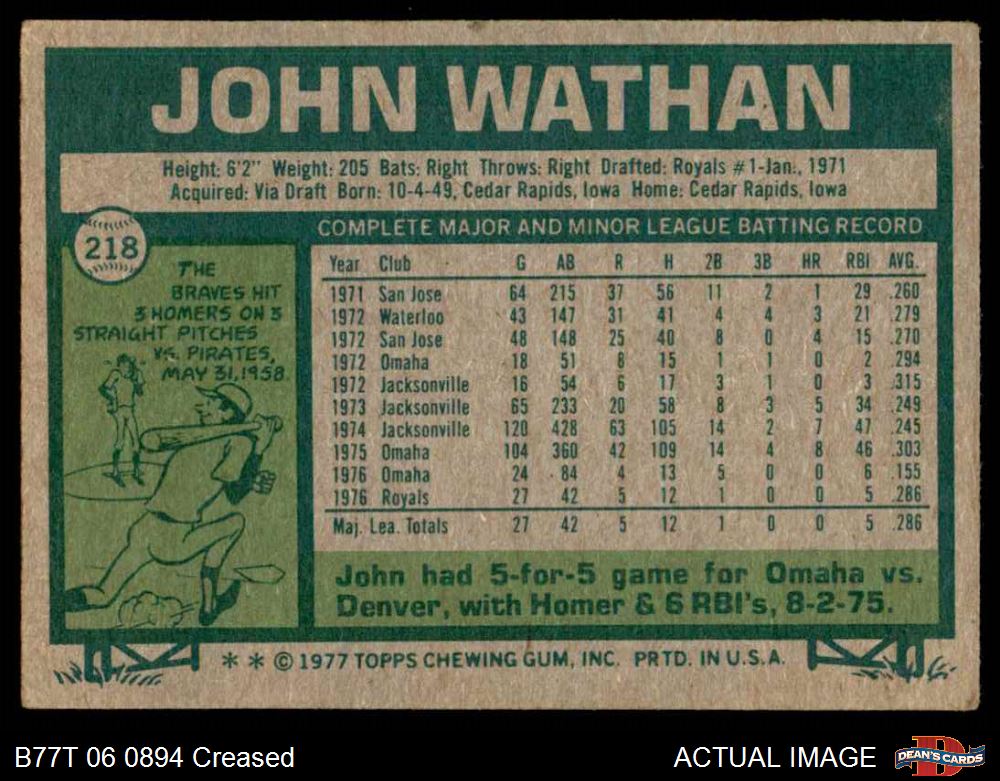 JOHN WATHAN
Height: 6'2" Weight: 205 Bats: Right Throws: Right Drafted: Royals #1-Jan., 1971
Acquired: Via Draft Born: 10-4-49, Cedar Rapids, Iowa Home: Cedar Rapids, Iowa
218
THE
BRAVES HIT
3 HOMERS ON 3
STRAIGHT PITCHES
VS. PIRATES,
MAY 31, 1958.
COMPLETE MAJOR AND MINOR LEAGUE BATTING RECORD
Year Club G AB R H 2B 3B HR RBI AVG.
1971 San Jose 64 215 37 56 11 2 1 29 .260
1972 Waterloo 43 147 31 41 4 4 3 21 .279
1972 San Jose 48 148 25 40 8 0 4 15 .270
1972 Omaha 18 51 8 15 1 1 0 2 .294
1972 Jacksonville 16 54 6 17 3 1 0 3 .315
1973 Jacksonville 65 233 20 58 8 3 5 34 .249
1974 Jacksonville 120 428 63 105 14 2 7 47 .245
1975 Omaha 104 360 42 109 14 4 8 46 .303
1976 Omaha 24 84 4 13 5 0 0 6 .155
1976 Royals 27 42 5 12 1 0 0 5 .286
Maj. Lea. Totals 27 42 5 12 1 0 0 5 .286
John had 5-for-5 game for Omaha vs.
Denver, with Homer & 6 RBI's, 8-2-75.
* * © 1977 TOPPS CHEWING GUM, INC. PRTD. IN U.S.A.
B77T 06 0894 Creased
ACTUAL IMAGE
D
DEAN'S CARDS